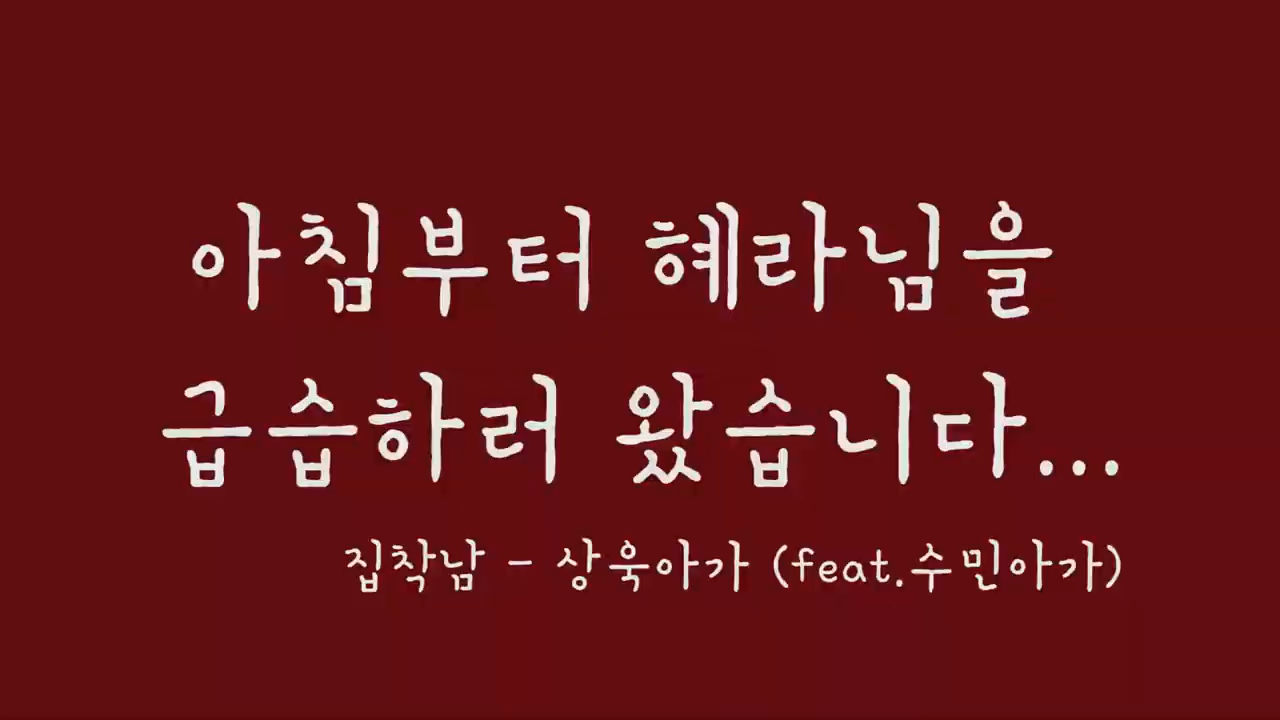 아침부터 혜라님을
급습하러 왔습니다...
집착남 - 상욱아가 (feat.수민아가)